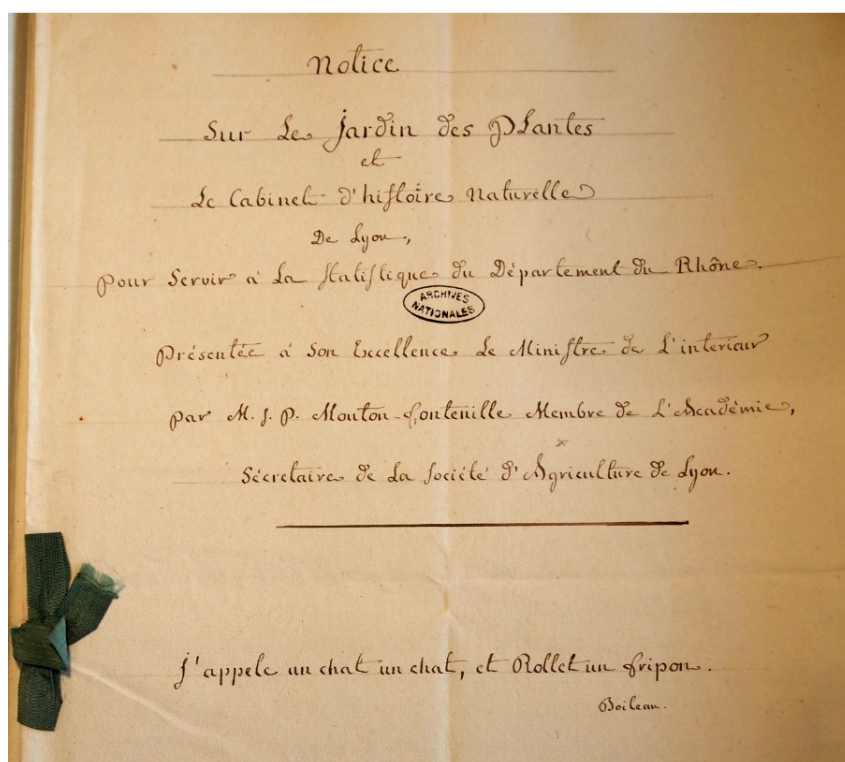 Notice
Sur Le Jardin des PLantes
et
Le Cabinet d'histoire naturelle
De Lyon,
pour Servir à La Statistique du Département du Rhône.
ARCHIVES
NATIONALES
Présentée à Son Excellence Le Ministre de L'interieur
par M. J. P. Mouton-Fontenille Membre de L'Académie,
Sécretaire de La Société d'Agriculture de Lyon.
J'appele un chat un chat, et Rollet un fripon.
Boileau.